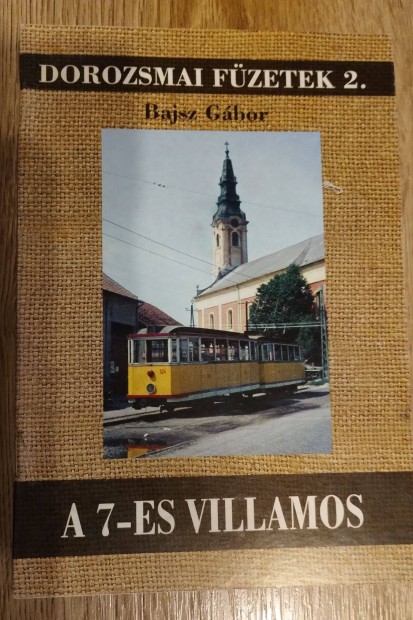 DOROZSMAI FÜZETEK 2.
Bajsz Gábor
A 7-ES VILLAMOS